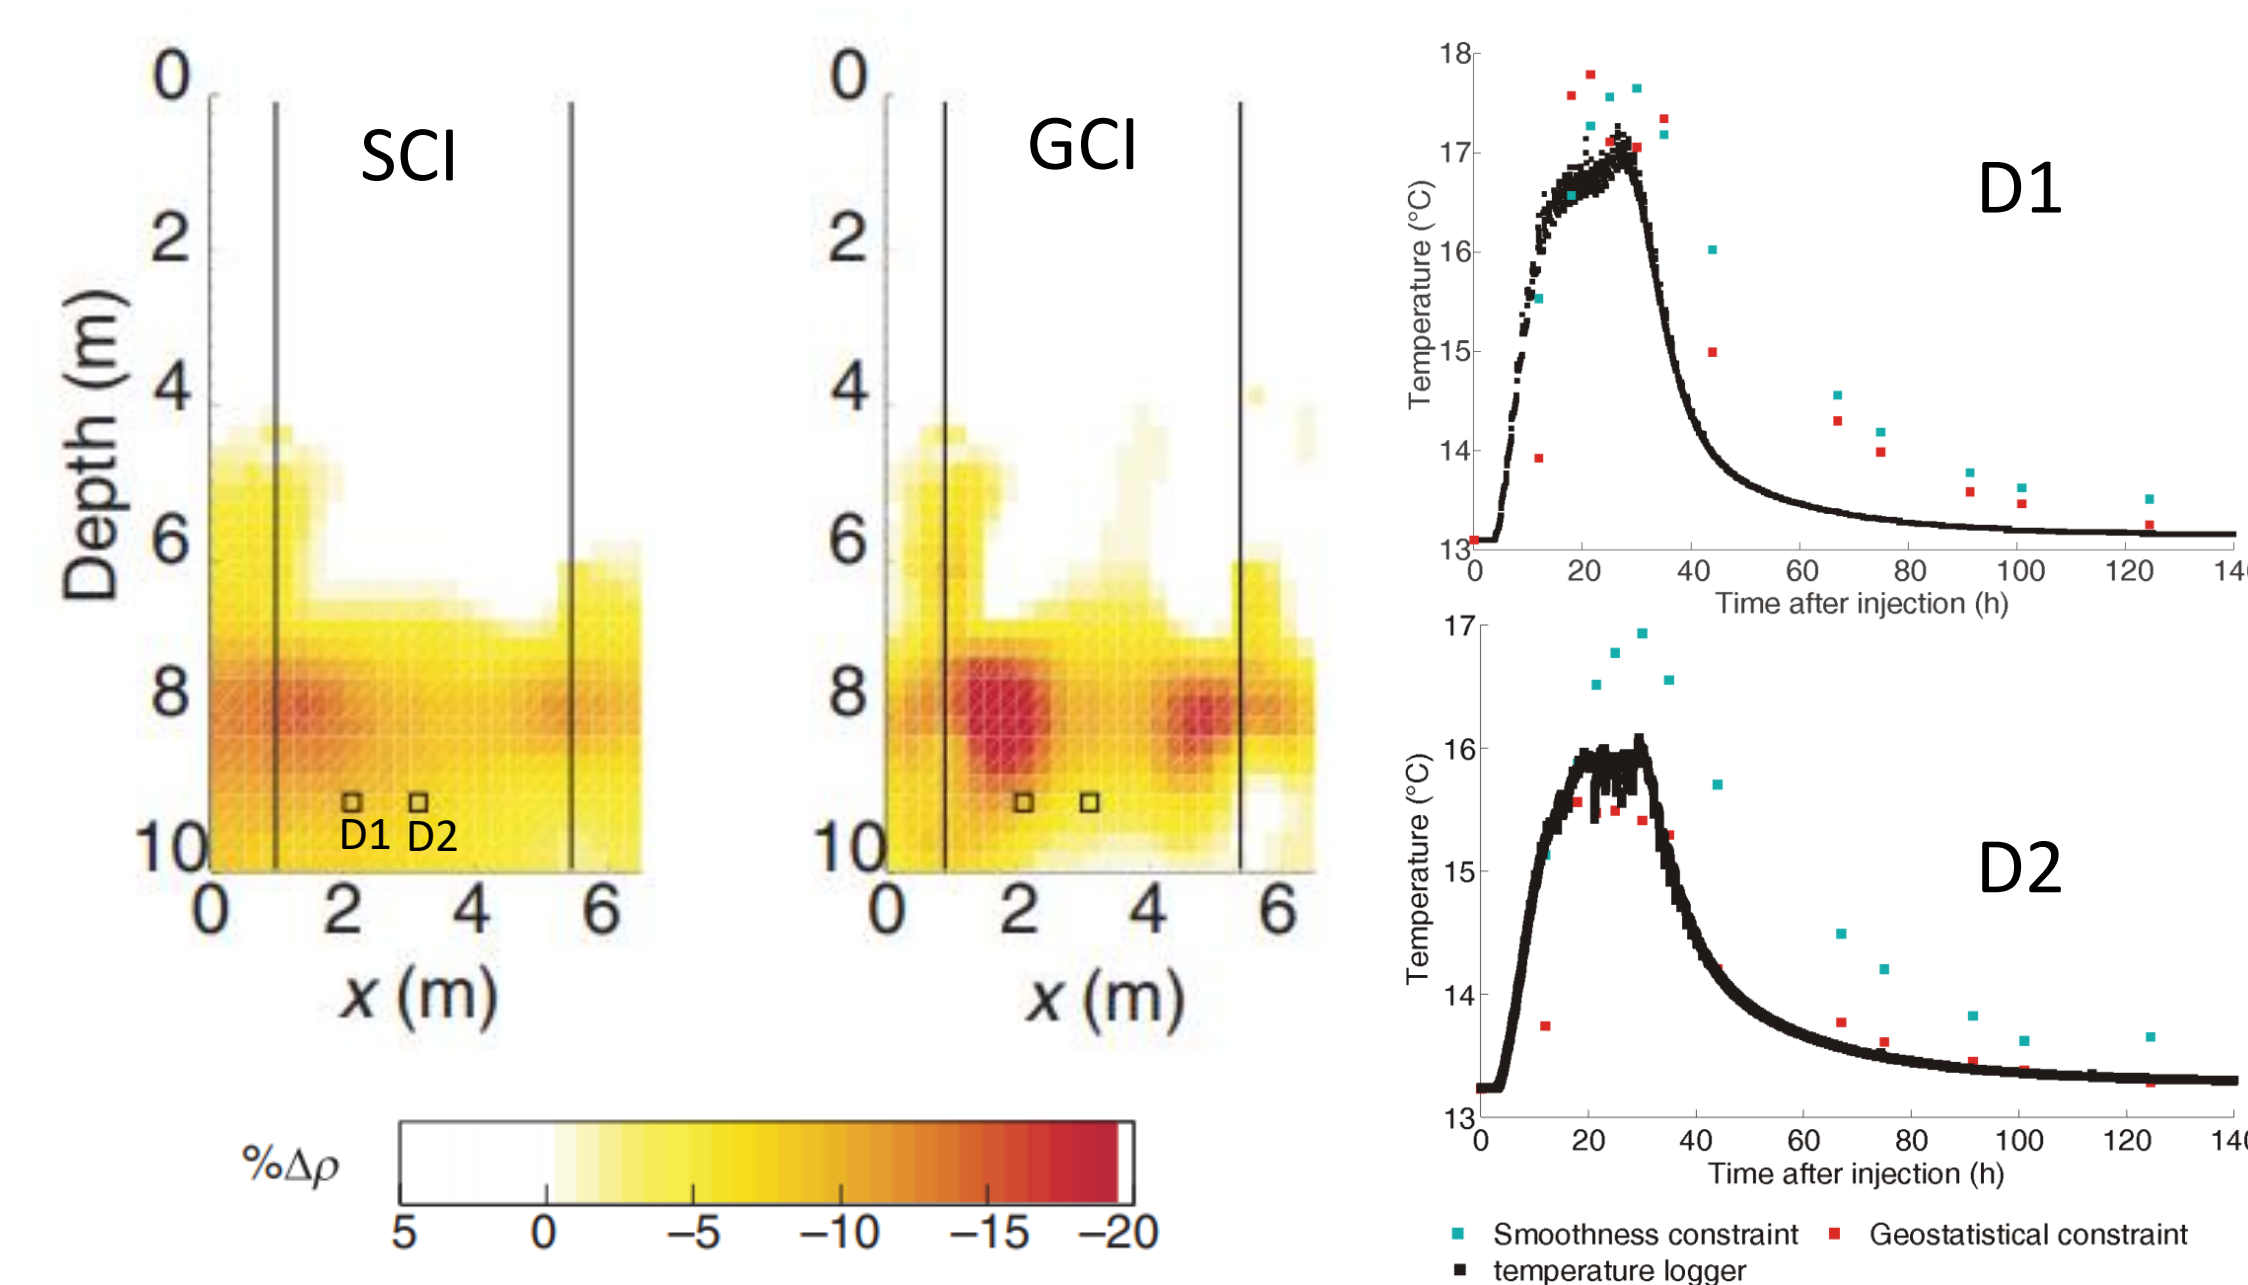 SCI
0
2
4
6
8
10
Depth (m)
D1 D2
0 2 4 6
x (m)
GCI
0
2
4
6
8
10
0 2 4 6
x (m)
%Δρ
5 0 –5 –10 –15 –20
D1
18
17
16
15
14
13
Temperature (°C)
0 20 40 60 80 100 120
Time after injection (h)
D2
17
16
15
14
13
Temperature (°C)
0 20 40 60 80 100 120
Time after injection (h)
Smoothness constraint Geostatistical constraint
temperature logger